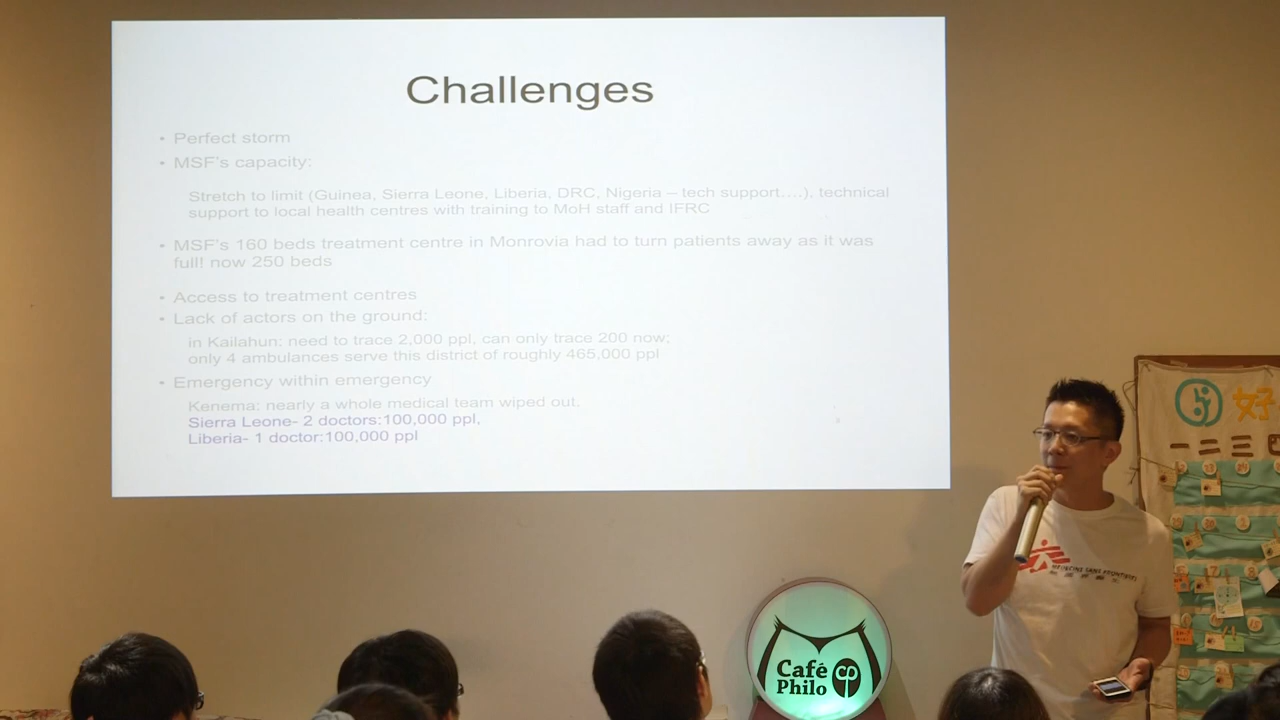 Challenges
• Perfect storm
• MSF's capacity:
Stretch to limit (Guinea, Sierra Leone, Liberia, DRC, Nigeria – tech support….), technical
support to local health centres with training to MoH staff and IFRC
• MSF's 160 beds treatment centre in Monrovia had to turn patients away as it was
full! now 250 beds
• Access to treatment centres
• Lack of actors on the ground:
in Kailahun: need to trace 2,000 ppl, can only trace 200 now;
only 4 ambulances serve this district of roughly 465,000 ppl
• Emergency within emergency
Kenema: nearly a whole medical team wiped out.
Sierra Leone- 2 doctors:100,000 ppl,
Liberia- 1 doctor:100,000 ppl
好
一二三
MEDECINS SANS FRONTIERES
Café
Philo